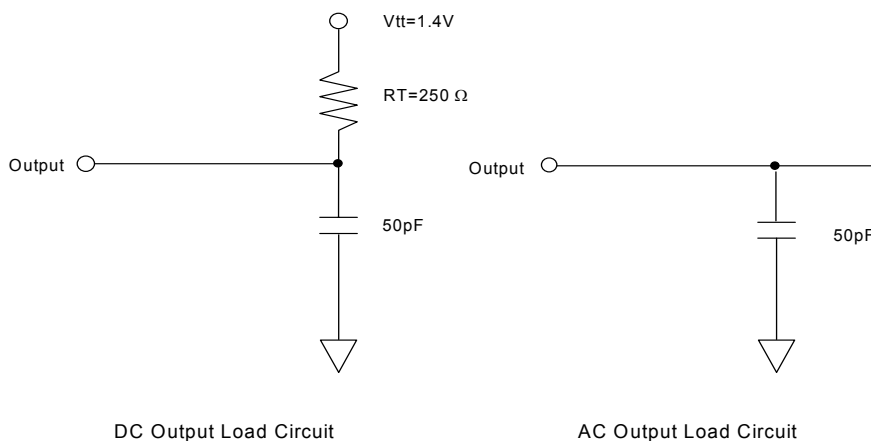 Vtt=1.4V
RT=250 Ω
Output
50pF
DC Output Load Circuit
Output
50pF
AC Output Load Circuit